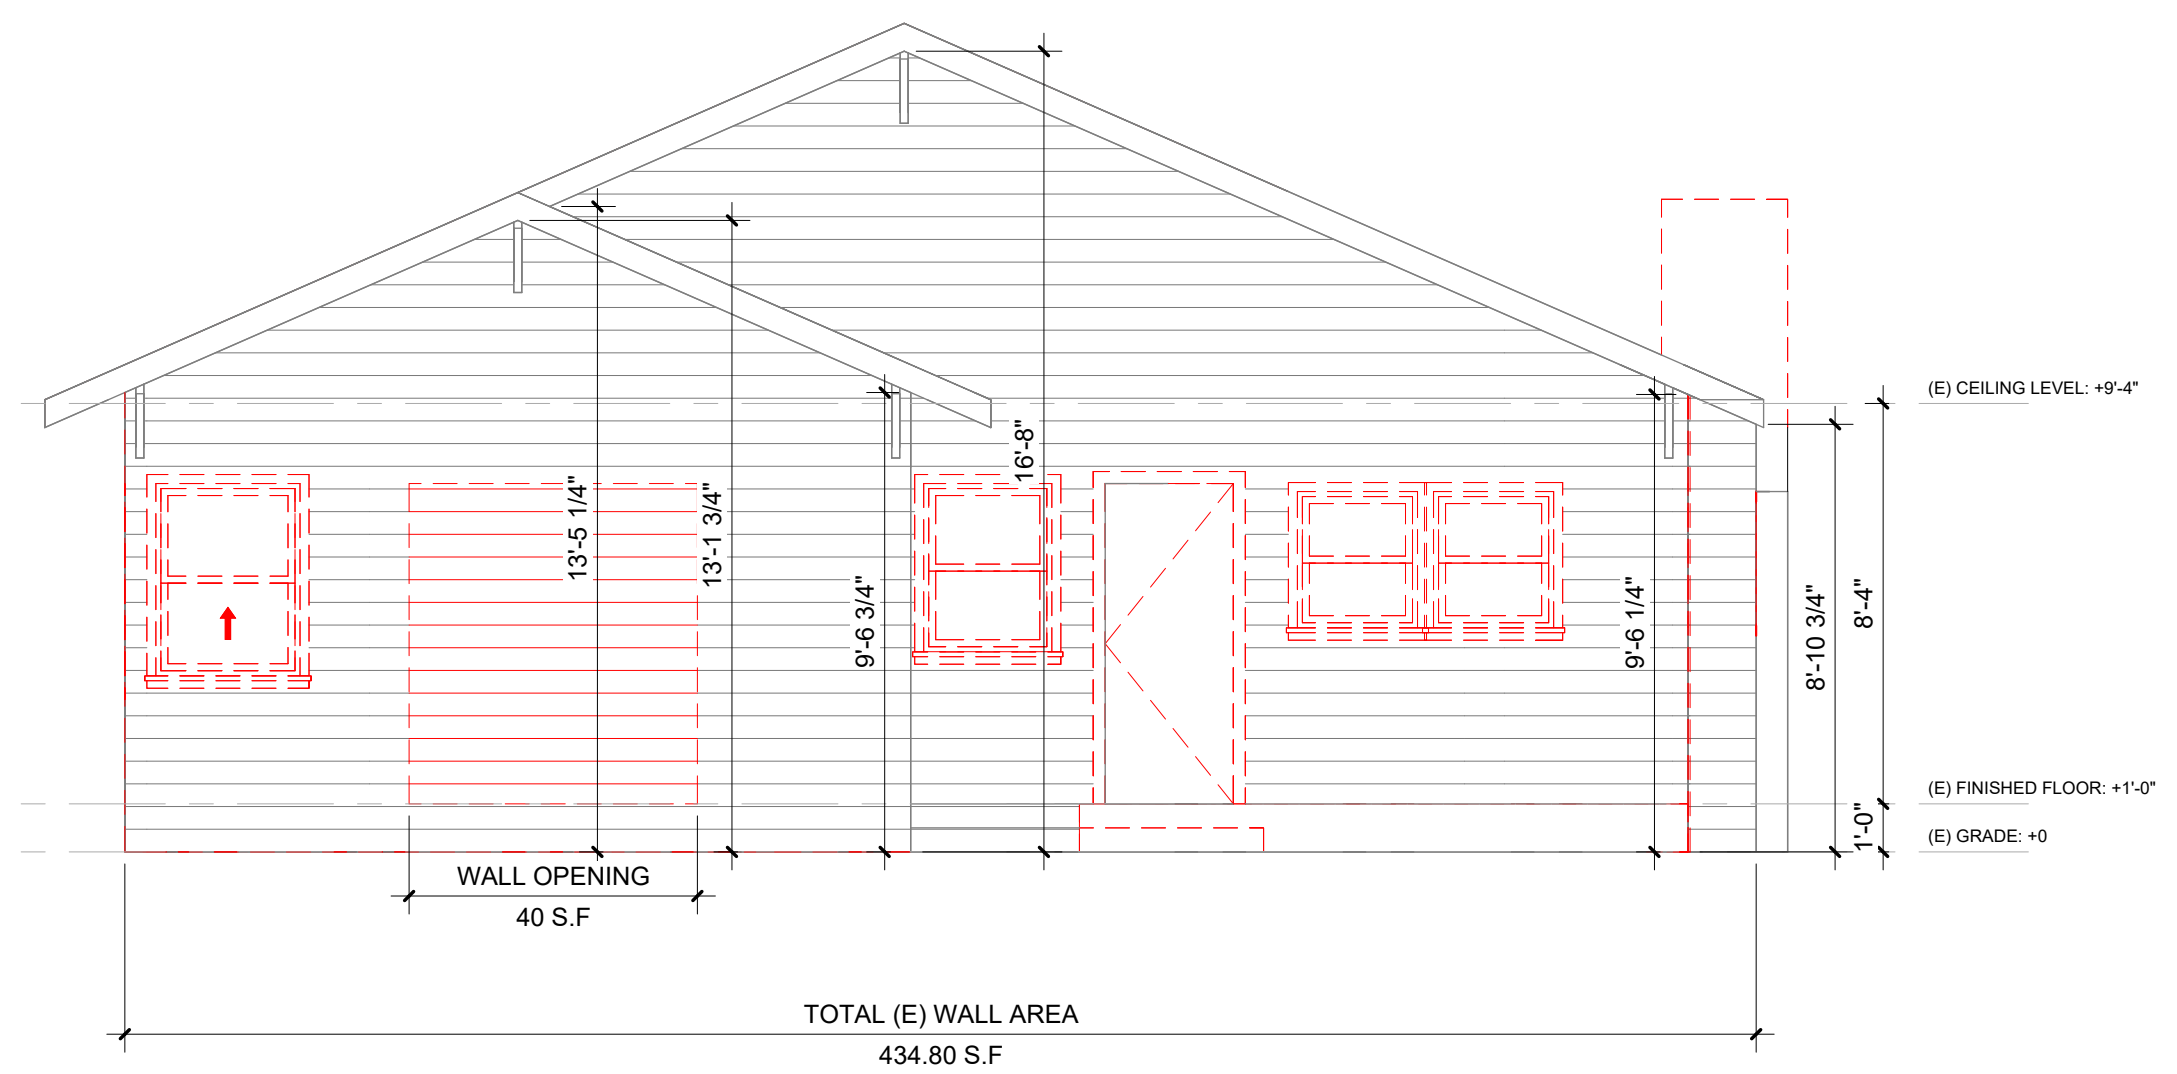 (E) CEILING LEVEL: +9'-4"
16'-8"
13'-5 1/4"
13'-1 3/4"
9'-6 3/4"
9'-6 1/4"
8'-10 3/4"
8'-4"
(E) FINISHED FLOOR: +1'-0"
1'-0"
(E) GRADE: +0
WALL OPENING
40 S.F
TOTAL (E) WALL AREA
434.80 S.F